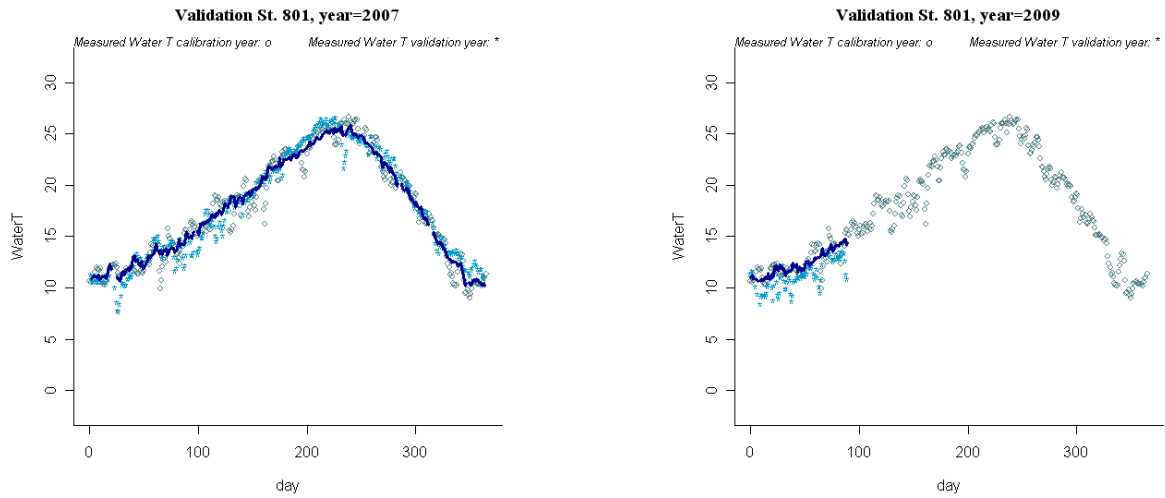 Validation St. 801, year=2007
Measured Water T calibration year: o Measured Water T validation year: *
30
25
20
15
10
5
0
WaterT
0 100 200 300
day
Validation St. 801, year=2009
Measured Water T calibration year: o Measured Water T validation year: *
30
25
20
15
10
5
0
WaterT
0 100 200 300
day